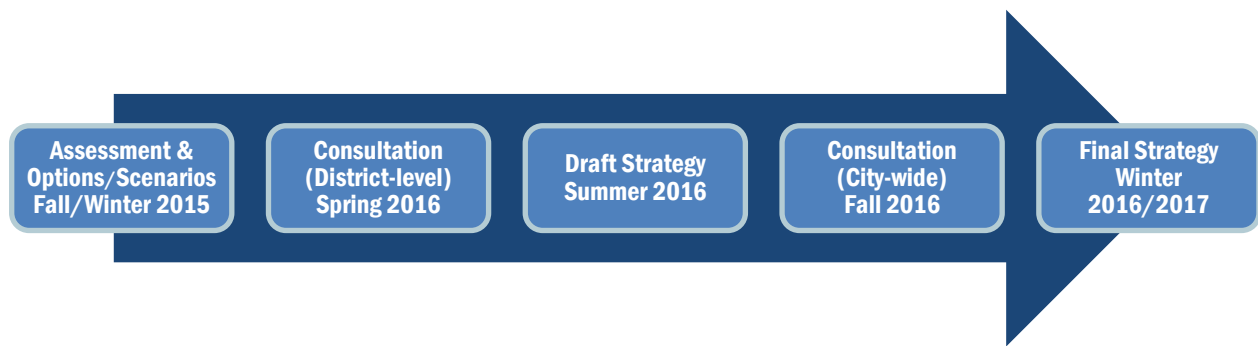 Assessment &
Options/Scenarios
Fall/Winter 2015
Consultation
(District-level)
Spring 2016
Draft Strategy
Summer 2016
Consultation
(City-wide)
Fall 2016
Final Strategy
Winter
2016/2017